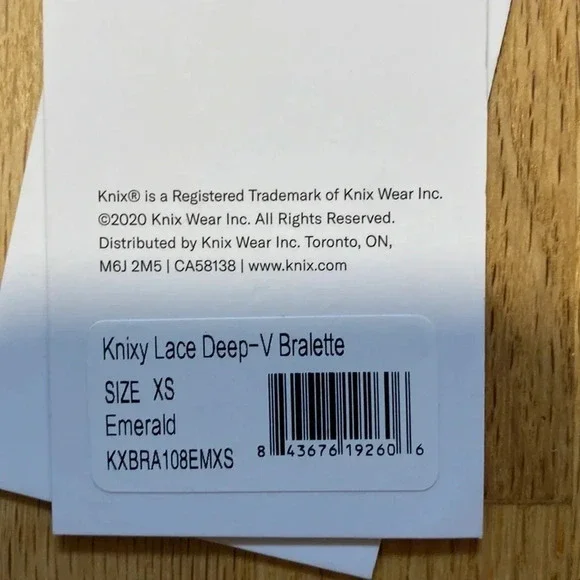 Knix® is a Registered Trademark of Knix Wear Inc.
©2020 Knix Wear Inc. All Rights Reserved.
Distributed by Knix Wear Inc. Toronto, ON,
M6J 2M5 | CA58138 | www.knix.com
Knixy Lace Deep-V Bralette
SIZE XS
Emerald
KXBRA108EMXS
8 43676 19260 6